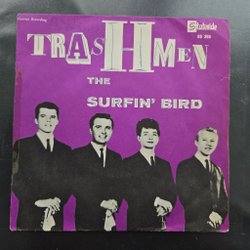 Stateside
TRASHMEN
THE
SURFIN' BIRD